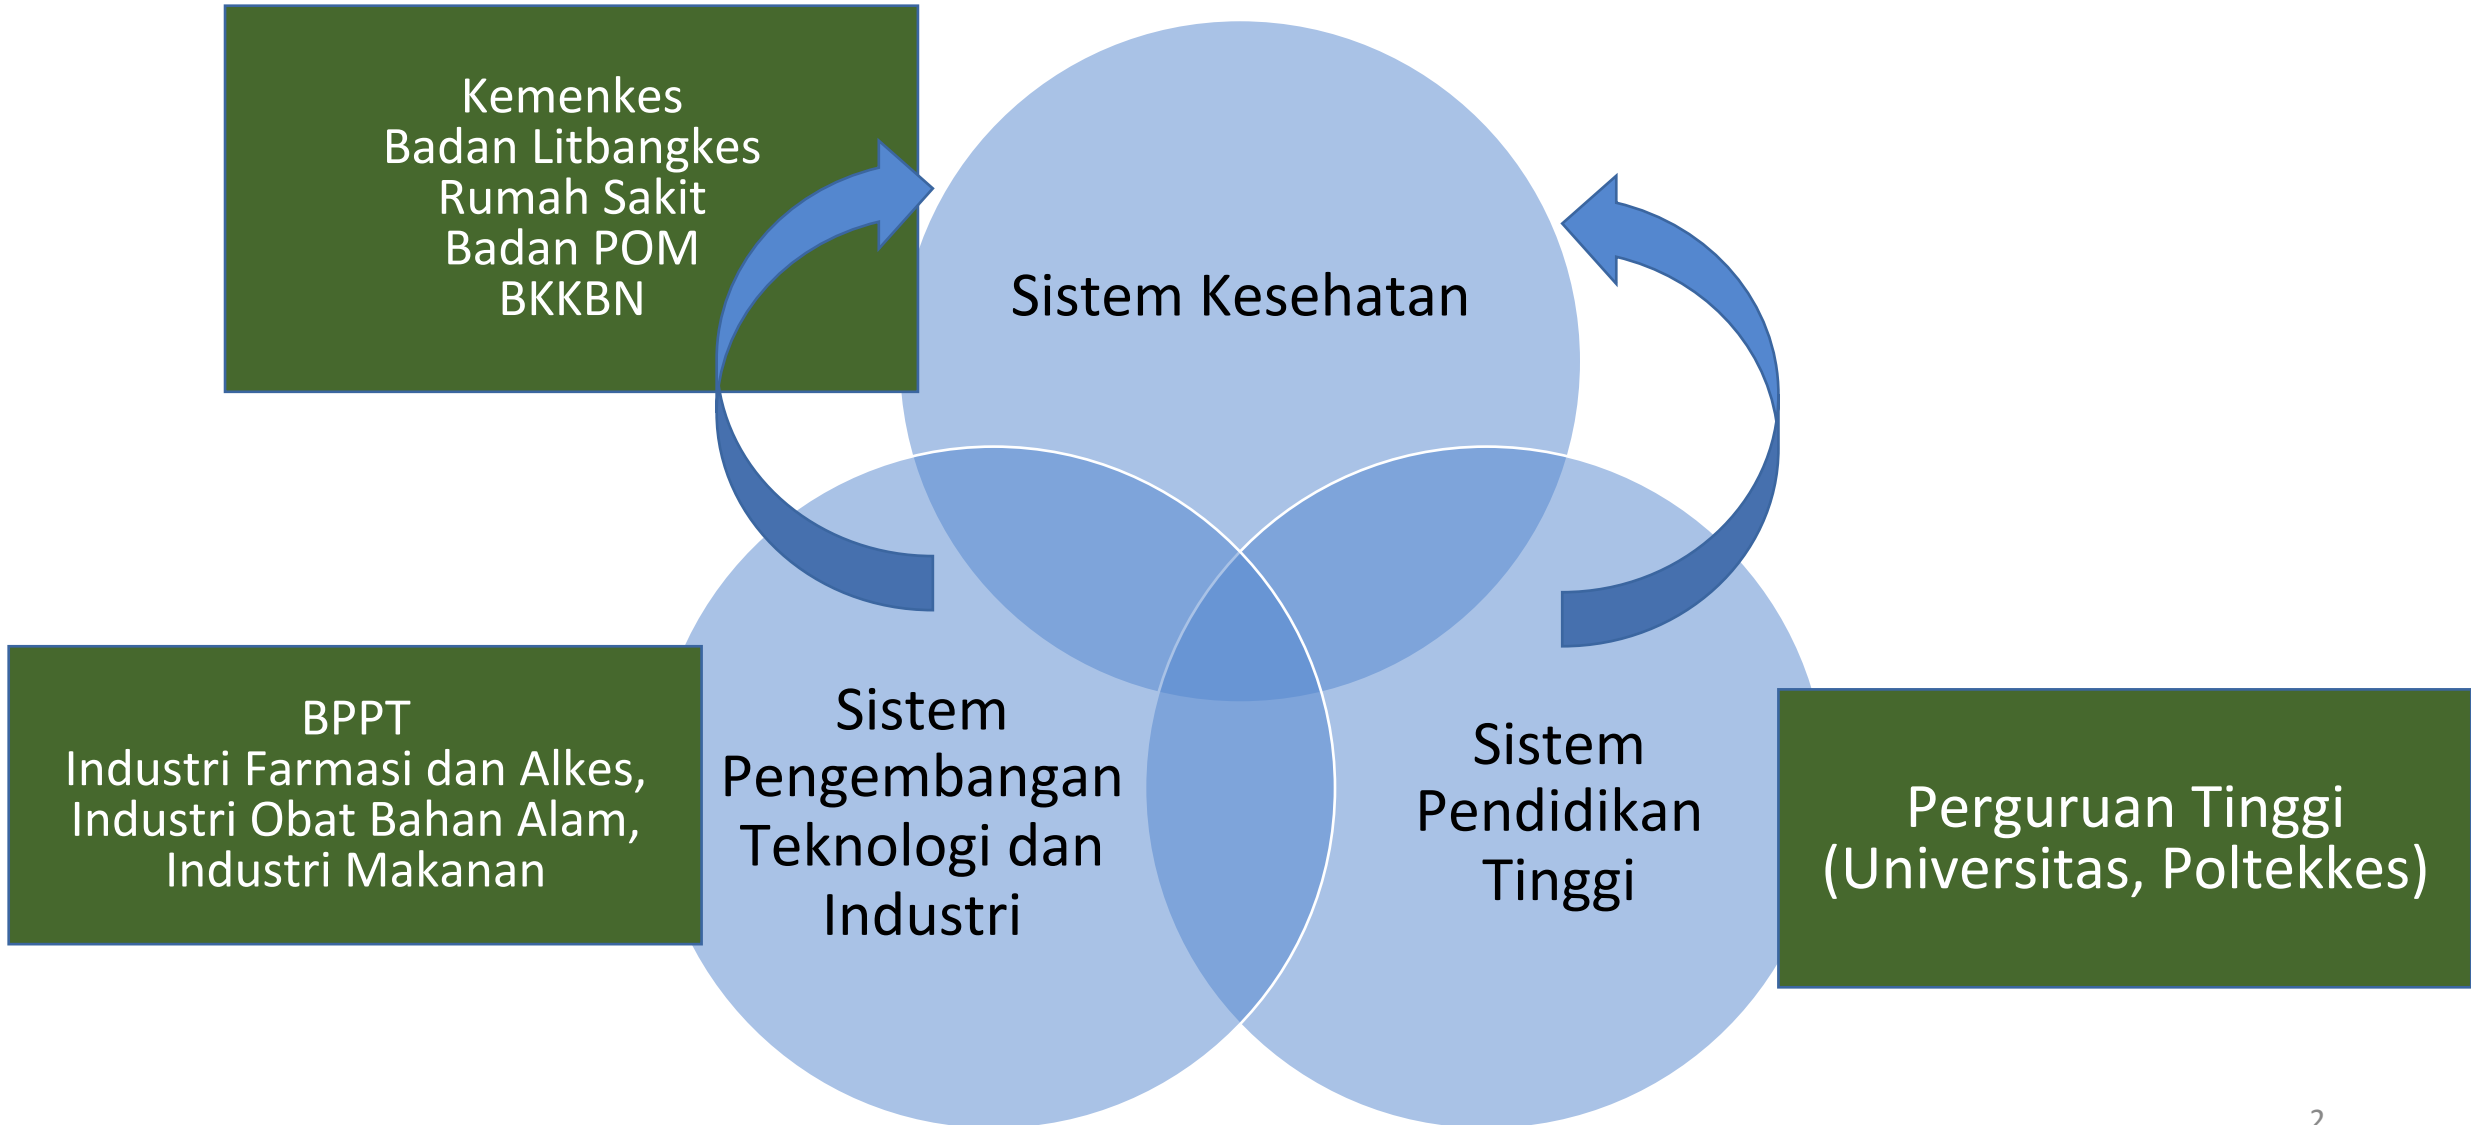 Kemenkes
Badan Litbangkes
Rumah Sakit
Badan POM
BKKBN
Sistem Kesehatan
BPPT
Industri Farmasi dan Alkes,
Industri Obat Bahan Alam,
Industri Makanan
Sistem
Pengembangan
Teknologi dan
Industri
Sistem
Pendidikan
Tinggi
Perguruan Tinggi
(Universitas, Poltekkes)
2